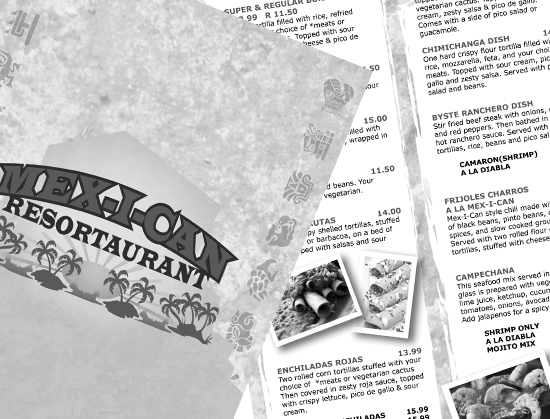 MEX-I-CAN
RESORTAURANT
SUPER & REGULAR
R 11.50
tilla filled with rice, refried
choice of *meats or
Topped with sour
cheese & pico de
sour
15.00
filled with
wrapped in
11.50
d beans. Your
vegetarian.
14.00
py shelled tortillas, stuffed
or barbacoa, on a bed of
ped with salsas and sour
ENCHILADAS ROJAS 13.99
Two rolled corn tortillas stuffed with your
choice of *meats or vegetarian cactus
Then covered in zesty roja sauce, topped
with crispy lettuce, pico de gallo & sour
cream.
15.99
vegetarian cactus.
cream, zesty salsa & pico de gallo
Comes with a side of pico salad or
guacamole.
CHIMICHANGA DISH
One hard crispy flour tortilla filled with
rice, mozzarella, feta, and your choi
meats. Topped with sour cream, pico
gallo and zesty salsa. Served with
salad and beans.
BYSTE RANCHERO DISH
Stir fried beef steak with onions,
and red peppers. Then bathed in
hot ranchero sauce. Served with
tortillas, rice, beans and pico sal
CAMARON(SHRIMP)
A LA DIABLA
FRIJOLES CHARROS
A LA MEX-I-CAN
Mex-I-Can style chili made wi
of black beans, pinto beans,
spices, and slow cooked grou
Served with two rolled flour
tortillas, stuffed with cheese
CAMPECHANA
This seafood mix served in
glass is prepared with veg
lime juice, ketchup, cucum
tomatoes, onions, avocad
Add jalapenos for a spicy
SHRIMP ONLY
A LA DIABLA
MOJITO MIX